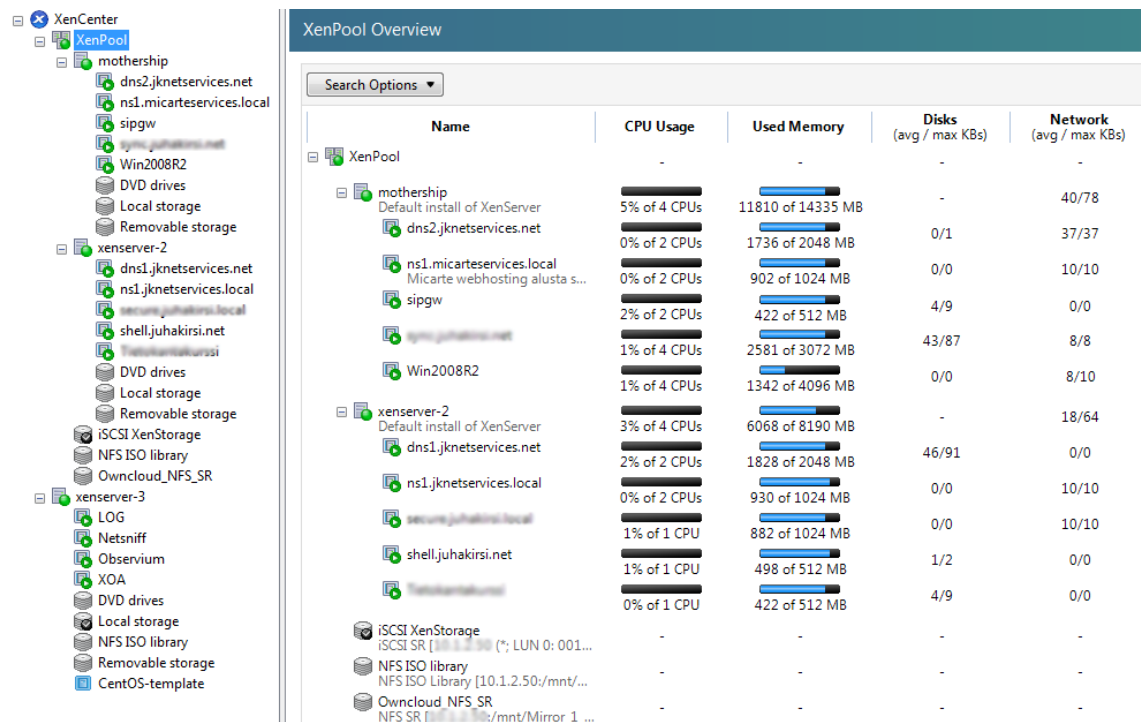 XenCenter
XenPool
mothership
dns2.jknetservices.net
ns1.micarteservices.local
sipgw
Win2008R2
DVD drives
Local storage
Removable storage
xenserver-2
dns1.jknetservices.net
ns1.jknetservices.local
shell.juhakirsi.net
DVD drives
Local storage
Removable storage
iSCSI XenStorage
NFS ISO library
Owncloud_NFS_SR
xenserver-3
LOG
Netsniff
Observium
XOA
DVD drives
Local storage
NFS ISO library
Removable storage
CentOS-template
XenPool Overview
Search Options
Name CPU Usage Used Memory Disks (avg / max KBs) Network (avg / max KBs)
XenPool - - - -
mothership
Default install of XenServer 5% of 4 CPUs 11810 of 14335 MB - 40/78
dns2.jknetservices.net 0% of 2 CPUs 1736 of 2048 MB 0/1 37/37
ns1.micarteservices.local
Micarte webhosting alusta s... 0% of 2 CPUs 902 of 1024 MB 0/0 10/10
sipgw 2% of 2 CPUs 422 of 512 MB 4/9 0/0
1% of 4 CPUs 2581 of 3072 MB 43/87 8/8
Win2008R2 1% of 4 CPUs 1342 of 4096 MB 0/0 8/10
xenserver-2
Default install of XenServer 3% of 4 CPUs 6068 of 8190 MB - 18/64
dns1.jknetservices.net 2% of 2 CPUs 1828 of 2048 MB 46/91 0/0
ns1.jknetservices.local 0% of 2 CPUs 930 of 1024 MB 0/0 10/10
1% of 1 CPU 882 of 1024 MB 0/0 10/10
shell.juhakirsi.net 1% of 1 CPU 498 of 512 MB 1/2 0/0
0% of 1 CPU 422 of 512 MB 4/9 0/0
iSCSI XenStorage - - - -
iSCSI SR [ (*; LUN 0: 001...
NFS ISO library - - - -
NFS ISO Library [10.1.2.50:/mnt/...
Owncloud_NFS_SR - - - -
NFS SR [ :/mnt/Mirror_1_...